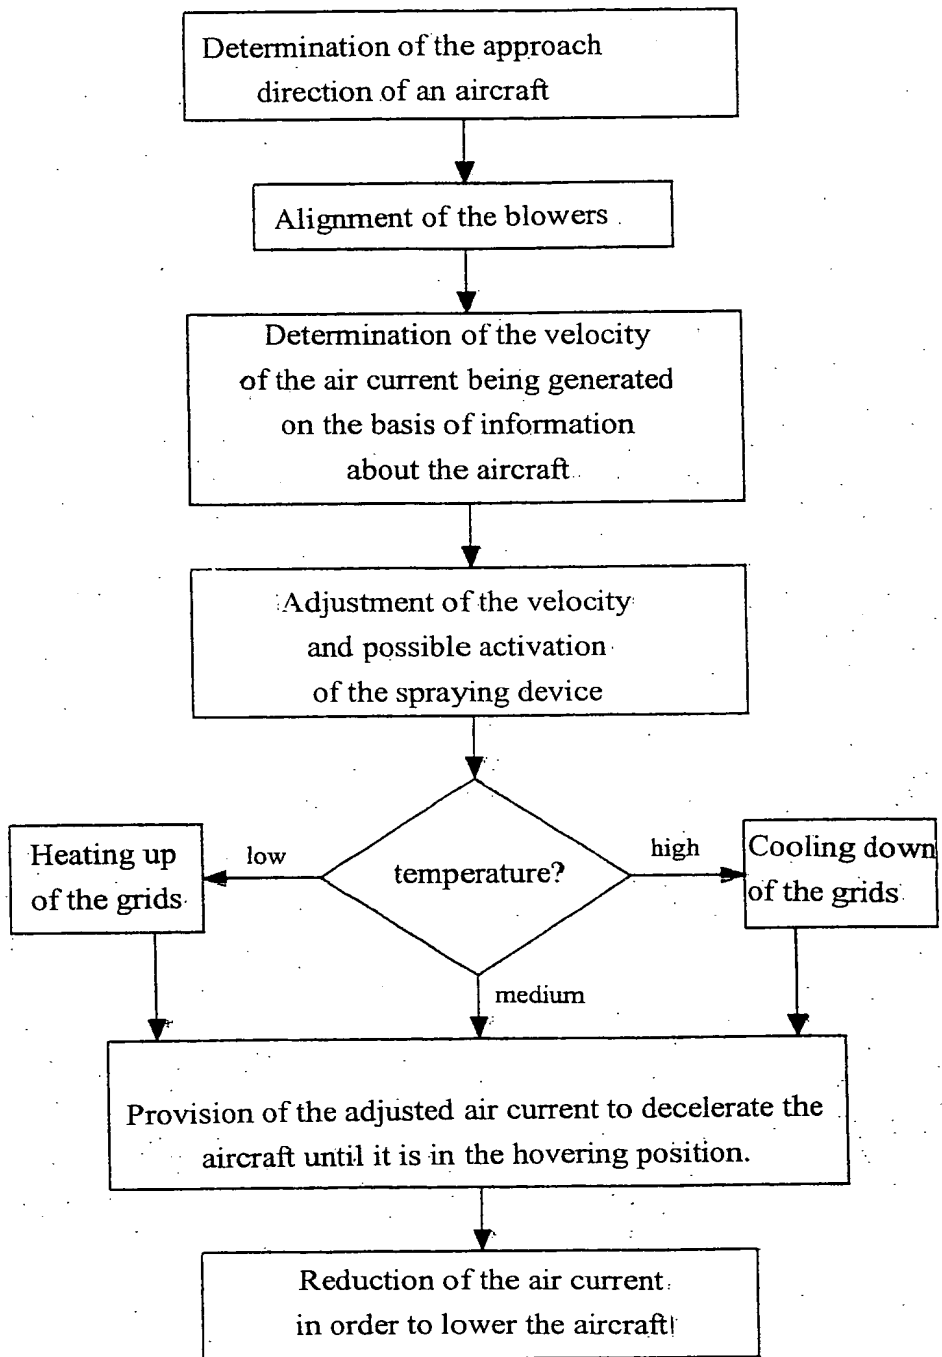 Determination of the approach
direction of an aircraft
Alignment of the blowers
Determination of the velocity
of the air current being generated
on the basis of information
about the aircraft
Adjustment of the velocity
and possible activation
of the spraying device
Heating up
of the grids
low
temperature?
high
Cooling down
of the grids
medium
Provision of the adjusted air current to decelerate the
aircraft until it is in the hovering position.
Reduction of the air current
in order to lower the aircraft